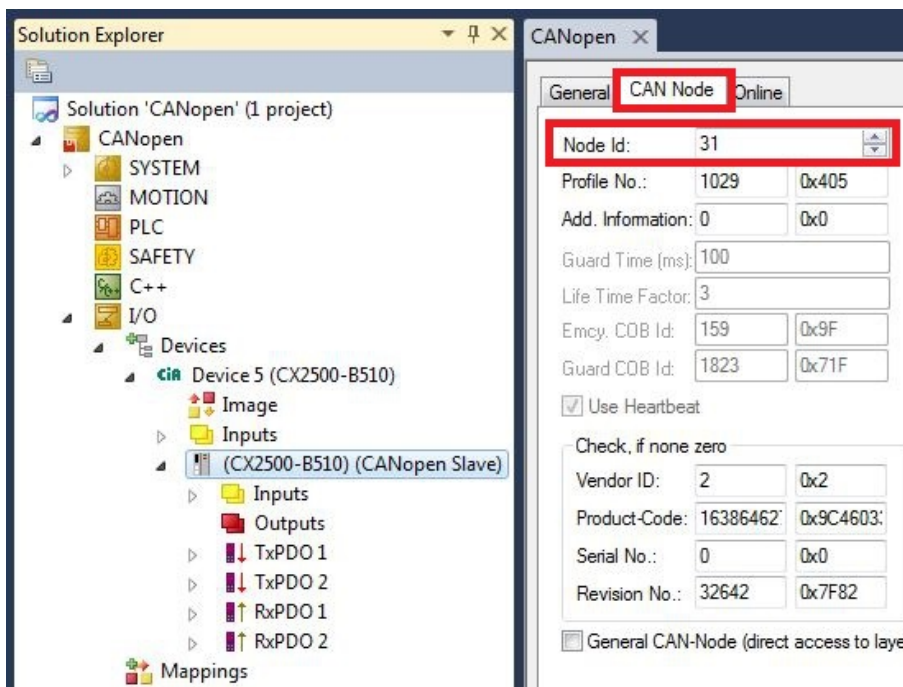 Solution Explorer
Solution 'CANopen' (1 project)
CANopen
SYSTEM
MOTION
PLC
SAFETY
C++
I/O
Devices
CiA Device 5 (CX2500-B510)
Image
Inputs
(CX2500-B510) (CANopen Slave)
Inputs
Outputs
TxPDO 1
TxPDO 2
RxPDO 1
RxPDO 2
Mappings
CANopen
General CAN Node Online
Node Id: 31
Profile No.: 1029 0x405
Add. Information: 0 0x0
Guard Time (ms): 100
Life Time Factor: 3
Emcy. COB Id: 159 0x9F
Guard COB Id: 1823 0x71F
Use Heartbeat
Check, if none zero
Vendor ID: 2 0x2
Product-Code: 16386462 0x9C4603
Serial No.: 0 0x0
Revision No.: 32642 0x7F82
General CAN-Node (direct access to laye